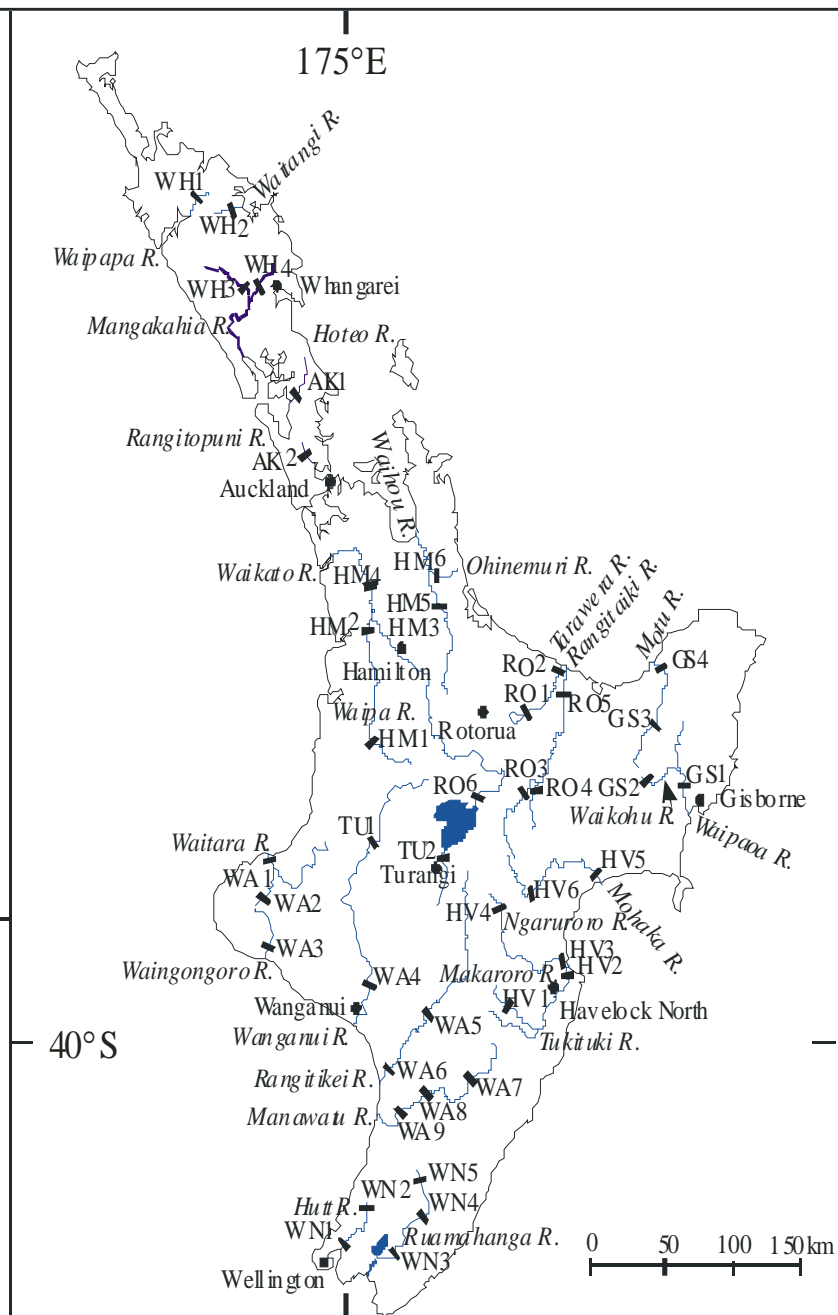 175°E
Waitangi R.
WH1
WH2
Waipapa R.
WH4
WH3
Whangarei
Mangakahia R.
Hoteo R.
AK1
Rangitopuni R.
AK2
Auckland
Waihou R.
HM6
Ohinemuri R.
Waikato R.
HM4
HM5
HM2
HM3
Hamilton
Tarawera R.
Rangitaiki R.
Motu R.
RO2
GS4
RO1
RO5
Waipa R.
Rotorua
GS3
HM1
RO3
RO6
RO4
GS2
GS1
Gisborne
Waikohu R
Waipaoa R.
TU1
Waitara R.
TU2
Turangi
HV5
WA1
WA2
HV6
HV4
Ngaruroro R.
Mohaka R.
WA3
Waingongoro R.
HV3
Makaroro R.
HV2
WA4
HV1
Wanganui
Havelock North
WA5
Wanganui R.
Tukituki R.
40°S
WA6
Rangitikei R.
WA7
WA8
Manawatu R.
WA9
WN5
WN2
WN4
Hutt R.
WN1
Ruamahanga R.
WN3
Wellington
0 50 100 150km